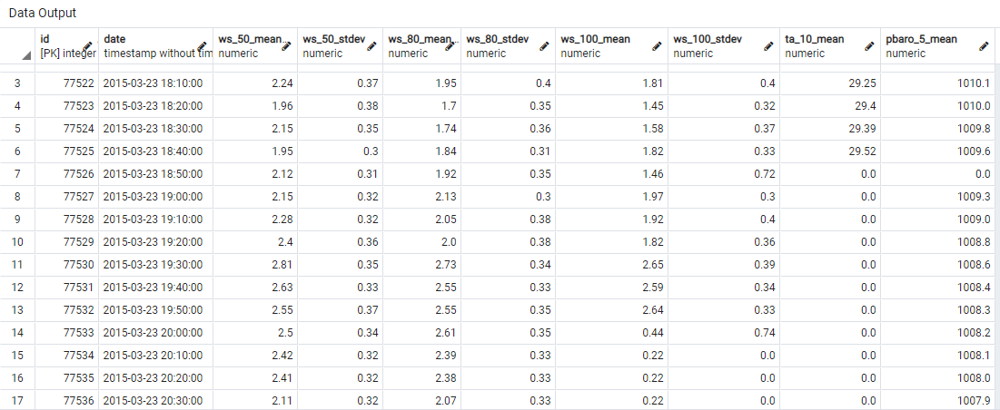 Data Output
id date ws_50_mean... ws_50_stdev ws_80_mean... ws_80_stdev ws_100_mean ws_100_stdev ta_10_mean pbaro_5_mean
[PK] integer timestamp without tim numeric numeric numeric numeric numeric numeric numeric numeric
3 77522 2015-03-23 18:10:00 2.24 0.37 1.95 0.4 1.81 0.4 29.25 1010.1
4 77523 2015-03-23 18:20:00 1.96 0.38 1.7 0.35 1.45 0.32 29.4 1010.0
5 77524 2015-03-23 18:30:00 2.15 0.35 1.74 0.36 1.58 0.37 29.39 1009.8
6 77525 2015-03-23 18:40:00 1.95 0.3 1.84 0.31 1.82 0.33 29.52 1009.6
7 77526 2015-03-23 18:50:00 2.12 0.31 1.92 0.35 1.46 0.72 0.0 0.0
8 77527 2015-03-23 19:00:00 2.15 0.32 2.13 0.3 1.97 0.3 0.0 1009.3
9 77528 2015-03-23 19:10:00 2.28 0.32 2.05 0.38 1.92 0.4 0.0 1009.0
10 77529 2015-03-23 19:20:00 2.4 0.36 2.0 0.38 1.82 0.36 0.0 1008.8
11 77530 2015-03-23 19:30:00 2.81 0.35 2.73 0.34 2.65 0.39 0.0 1008.6
12 77531 2015-03-23 19:40:00 2.63 0.33 2.55 0.33 2.59 0.34 0.0 1008.4
13 77532 2015-03-23 19:50:00 2.55 0.37 2.55 0.35 2.64 0.33 0.0 1008.3
14 77533 2015-03-23 20:00:00 2.5 0.34 2.61 0.35 0.44 0.74 0.0 1008.2
15 77534 2015-03-23 20:10:00 2.42 0.32 2.39 0.33 0.22 0.0 0.0 1008.1
16 77535 2015-03-23 20:20:00 2.41 0.32 2.38 0.33 0.22 0.0 0.0 1008.0
17 77536 2015-03-23 20:30:00 2.11 0.32 2.07 0.33 0.22 0.0 0.0 1007.9